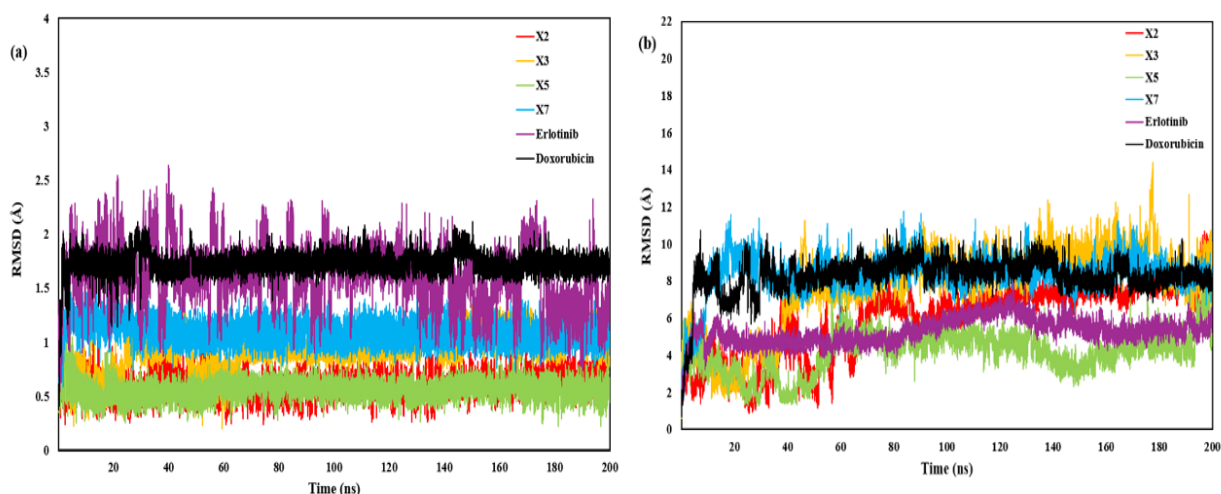 (a)
RMSD (Å)
4
3.5
3
2.5
2
1.5
1
0.5
0
X2
X3
X5
X7
Erlotinib
Doxorubicin
20 40 60 80 100 120 140 160 180 200
Time (ns)
(b)
RMSD (Å)
22
20
18
16
14
12
10
8
6
4
2
0
X2
X3
X5
X7
Erlotinib
Doxorubicin
20 40 60 80 100 120 140 160 180 200
Time (ns)